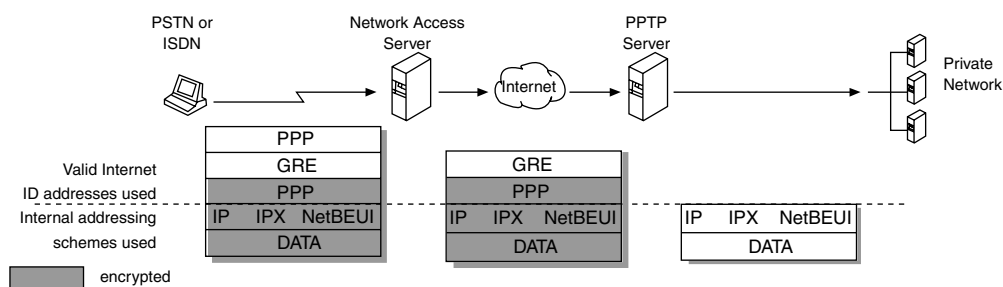 PSTN or
ISDN
Network Access
Server
PPTP
Server
Internet
Private
Network
Valid Internet
ID addresses used
Internal addressing
schemes used
PPP
GRE
PPP
IP IPX NetBEUI
DATA
GRE
PPP
IP IPX NetBEUI
DATA
IP IPX NetBEUI
DATA
encrypted